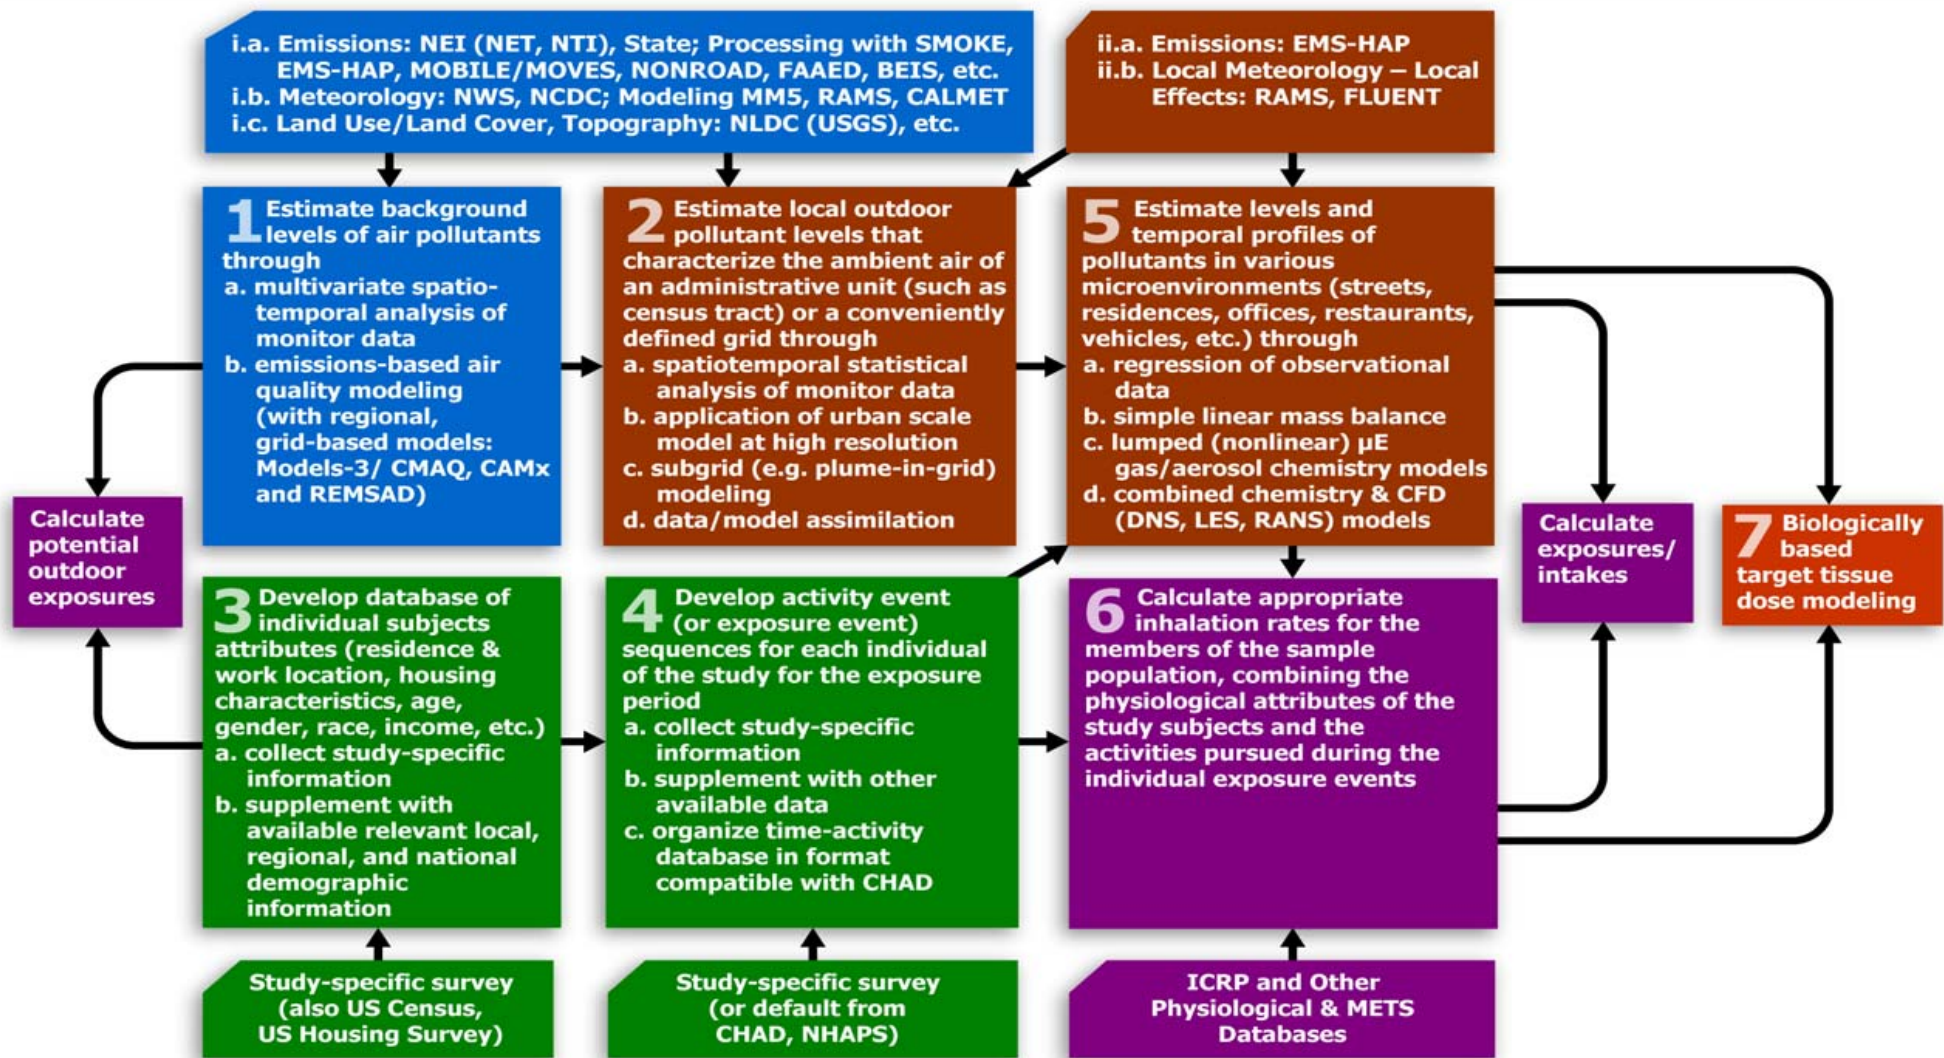 i.a. Emissions: NEI (NET, NTI), State; Processing with SMOKE,
EMS-HAP, MOBILE/MOVES, NONROAD, FAAED, BEIS, etc.
i.b. Meteorology: NWS, NCDC; Modeling MM5, RAMS, CALMET
i.c. Land Use/Land Cover, Topography: NLDC (USGS), etc.
ii.a. Emissions: EMS-HAP
ii.b. Local Meteorology – Local
Effects: RAMS, FLUENT
1 Estimate background
levels of air pollutants
through
a. multivariate spatio-
temporal analysis of
monitor data
b. emissions-based air
quality modeling
(with regional,
grid-based models:
Models-3/ CMAQ, CAMx
and REMSAD)
2 Estimate local outdoor
pollutant levels that
characterize the ambient air of
an administrative unit (such as
census tract) or a conveniently
defined grid through
a. spatiotemporal statistical
analysis of monitor data
b. application of urban scale
model at high resolution
c. subgrid (e.g. plume-in-grid)
modeling
d. data/model assimilation
5 Estimate levels and
temporal profiles of
pollutants in various
microenvironments (streets,
residences, offices, restaurants,
vehicles, etc.) through
a. regression of observational
data
b. simple linear mass balance
c. lumped (nonlinear) µE
gas/aerosol chemistry models
d. combined chemistry & CFD
(DNS, LES, RANS) models
Calculate
potential
outdoor
exposures
Calculate
exposures/
intakes
7 Biologically
based
target tissue
dose modeling
3 Develop database of
individual subjects
attributes (residence &
work location, housing
characteristics, age,
gender, race, income, etc.)
a. collect study-specific
information
b. supplement with
available relevant local,
regional, and national
demographic
information
4 Develop activity event
(or exposure event)
sequences for each individual
of the study for the exposure
period
a. collect study-specific
information
b. supplement with other
available data
c. organize time-activity
database in format
compatible with CHAD
6 Calculate appropriate
inhalation rates for the
members of the sample
population, combining the
physiological attributes of the
study subjects and the
activities pursued during the
individual exposure events
Study-specific survey
(also US Census,
US Housing Survey)
Study-specific survey
(or default from
CHAD, NHAPS)
ICRP and Other
Physiological & METS
Databases